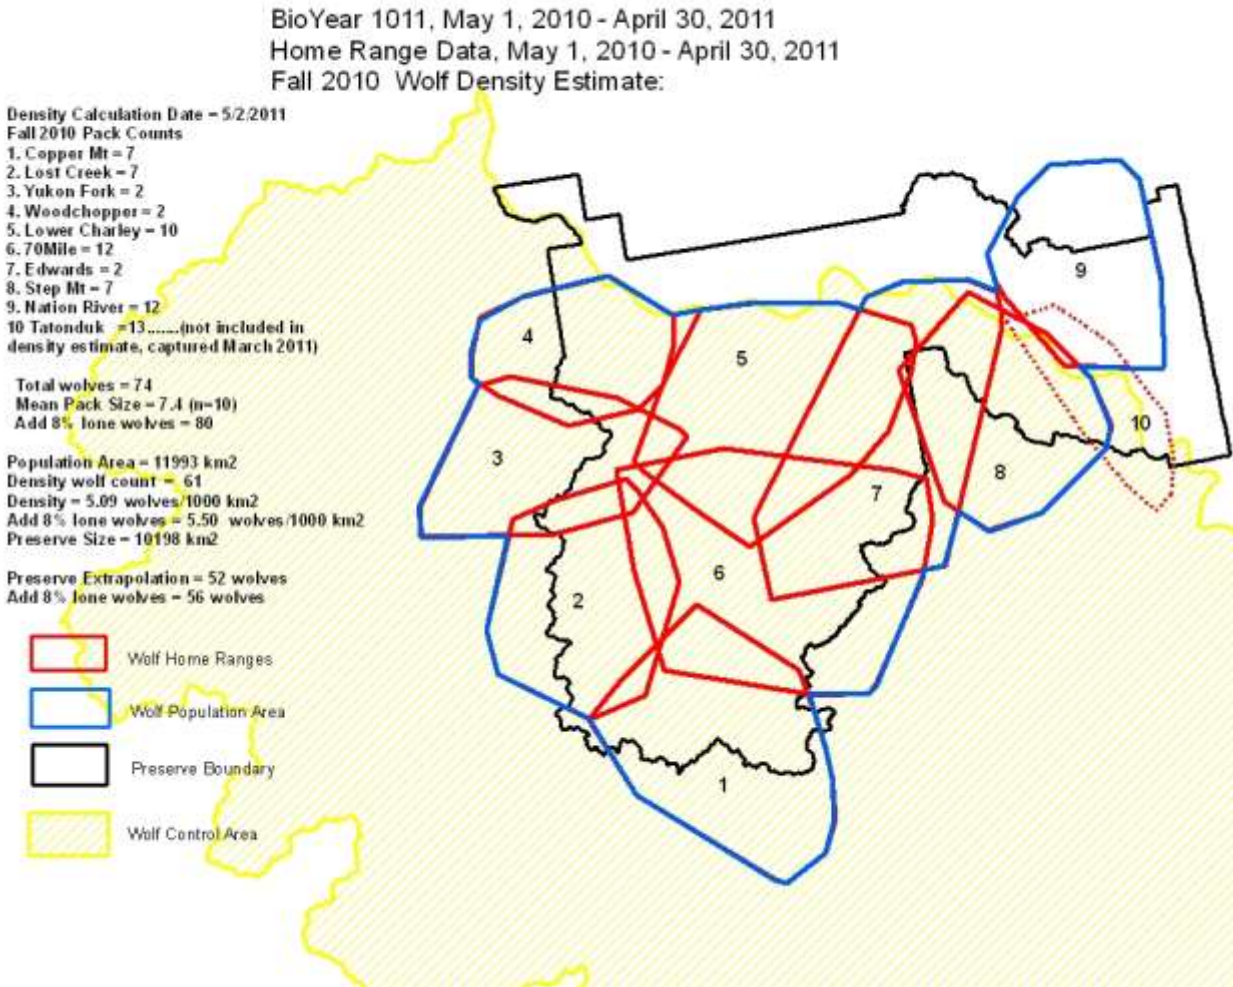 BioYear 1011, May 1, 2010 - April 30, 2011
Home Range Data, May 1, 2010 - April 30, 2011
Fall 2010 Wolf Density Estimate:
Density Calculation Date = 5/2/2011
Fall 2010 Pack Counts
1. Copper Mt = 7
2. Lost Creek = 7
3. Yukon Fork = 2
4. Woodchopper = 2
5. Lower Charley = 10
6. 70Mile = 12
7. Edwards = 2
8. Step Mt = 7
9. Nation River = 12
10 Tatonduk =13.......(not included in
density estimate, captured March 2011)
Total wolves = 74
Mean Pack Size = 7.4 (n=10)
Add 8% lone wolves = 80
Population Area = 11993 km2
Density wolf count = 61
Density = 5.09 wolves/1000 km2
Add 8% lone wolves = 5.50 wolves/1000 km2
Preserve Size = 10198 km2
Preserve Extrapolation = 52 wolves
Add 8% lone wolves = 56 wolves
Wolf Home Ranges
Wolf Population Area
Preserve Boundary
Wolf Control Area
9
4
5
10
3
8
7
6
2
1